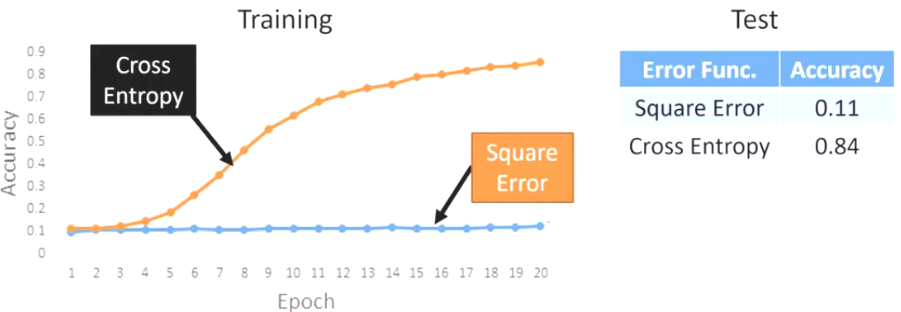 Training
Test
0.9
0.8
0.7
0.6
0.5
0.4
0.3
0.2
0.1
0
Accuracy
Cross
Entropy
Square
Error
1 2 3 4 5 6 7 8 9 10 11 12 13 14 15 16 17 18 19 20
Epoch
Error Func. Accuracy
Square Error 0.11
Cross Entropy 0.84